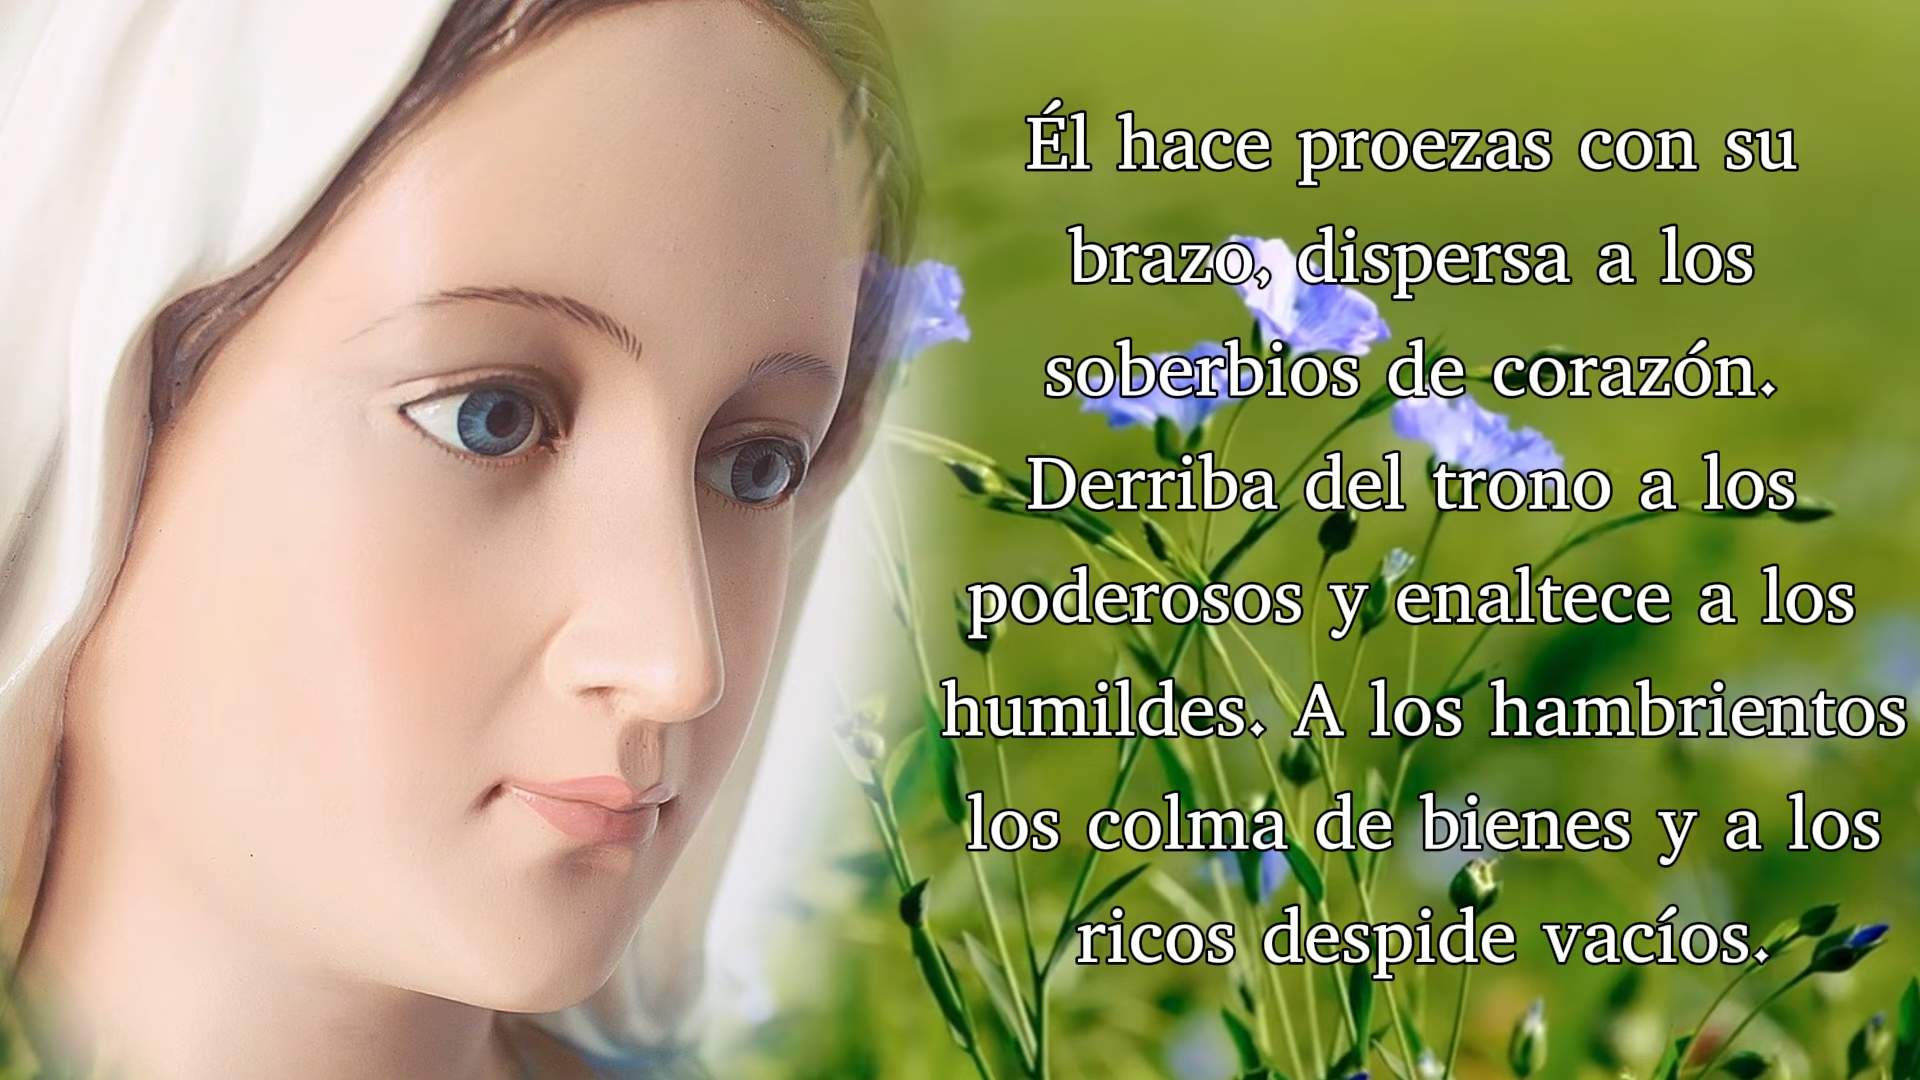 Él hace proezas con su
brazo, dispersa a los
soberbios de corazón.
Derriba del trono a los
poderosos y enaltece a los
humildes. A los hambrientos
los colma de bienes y a los
ricos despide vacíos.